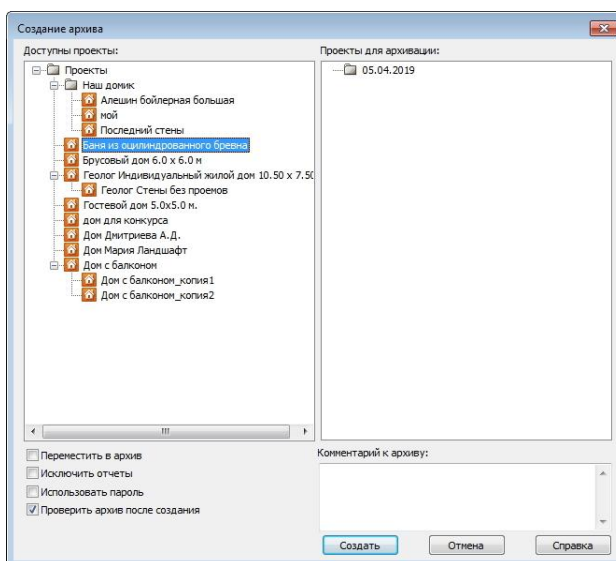 Создание архива
Доступны проекты:
Проекты
Наш домик
Алешин бойлерная большая
мой
Последний стены
Баня из оцилиндрованного бревна
Брусовый дом 6.0 х 6.0 м
Геолог Индивидуальный жилой дом 10.50 х 7.50
Геолог Стены без проемов
Гостевой дом 5.0х5.0 м.
дом для конкурса
Дом Дмитриева А.Д.
Дом Мария Ландшафт
Дом с балконом
Дом с балконом_копия1
Дом с балконом_копия2
Переместить в архив
Исключить отчеты
Использовать пароль
Проверить архив после создания
Проекты для архивации:
05.04.2019
Комментарий к архиву:
Создать
Отмена
Справка